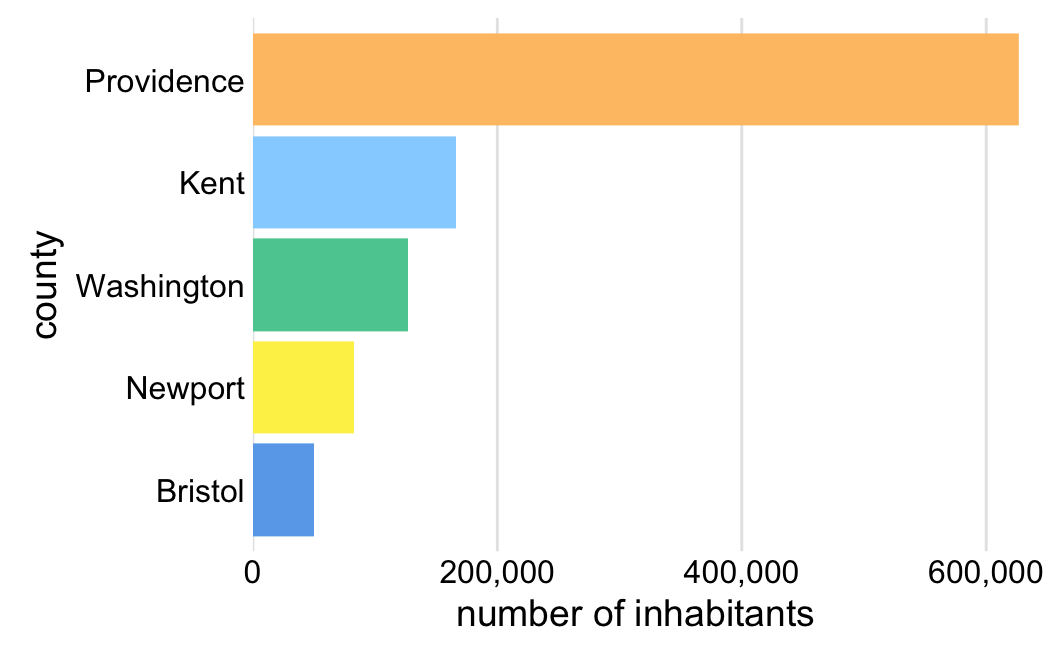 Providence
Kent
Washington
Newport
Bristol
county
0 200,000 400,000 600,000
number of inhabitants